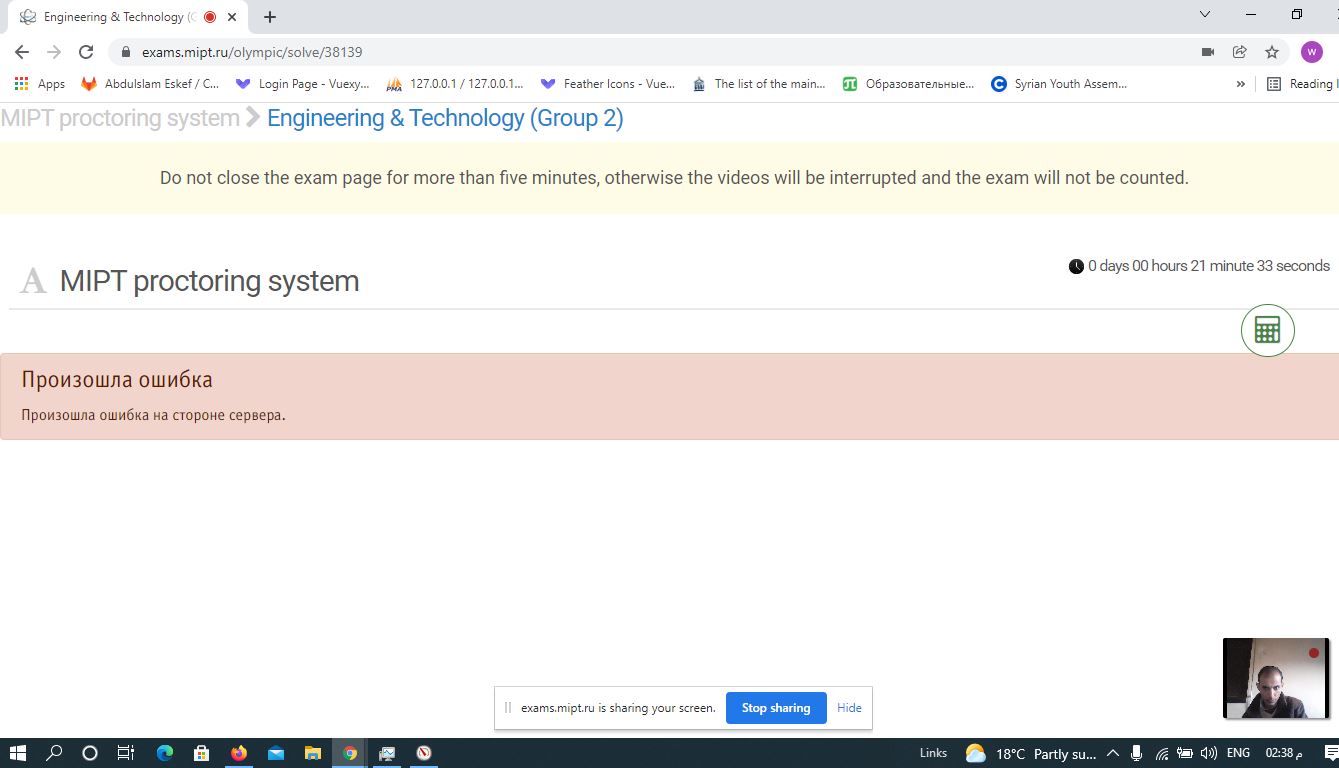 Engineering & Technology (
exams.mipt.ru/olympic/solve/38139
W
Apps
Abdulslam Eskef / C...
Login Page - Vuexy...
PMA
127.0.0.1 / 127.0.0.1...
Feather Icons - Vue...
The list of the main...
Образовательные...
Syrian Youth Assem...
»
Reading
MIPT proctoring system
Engineering & Technology (Group 2)
Do not close the exam page for more than five minutes, otherwise the videos will be interrupted and the exam will not be counted.
A MIPT proctoring system
0 days 00 hours 21 minute 33 seconds
Произошла ошибка
Произошла ошибка на стороне сервера.
exams.mipt.ru is sharing your screen.
Stop sharing
Hide
Links
18°C Partly su...
ENG
02:38 م